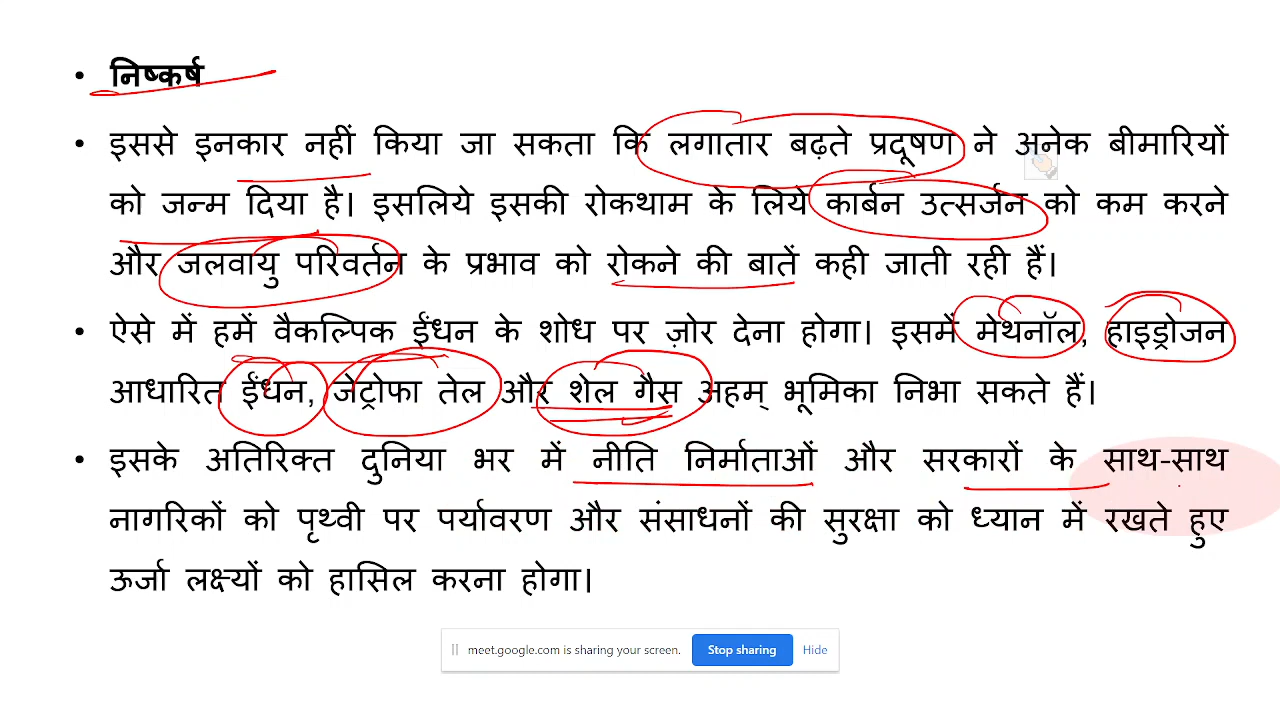 • निष्कर्ष
• इससे इनकार नहीं किया जा सकता कि लगातार बढ़ते प्रदूषण ने अनेक बीमारियों
को जन्म दिया है। इसलिये इसकी रोकथाम के लिये कार्बन उत्सर्जन को कम करने
और जलवायु परिवर्तन के प्रभाव को रोकने की बातें कही जाती रही हैं।
• ऐसे में हमें वैकल्पिक ईंधन के शोध पर ज़ोर देना होगा। इसमें मेथनॉल, हाइड्रोजन
आधारित ईंधन, जेट्रोफा तेल और शेल गैस अहम् भूमिका निभा सकते हैं।
• इसके अतिरिक्त दुनिया भर में नीति निर्माताओं और सरकारों के साथ-साथ
नागरिकों को पृथ्वी पर पर्यावरण और संसाधनों की सुरक्षा को ध्यान में रखते हुए
ऊर्जा लक्ष्यों को हासिल करना होगा।
meet.google.com is sharing your screen. Stop sharing Hide